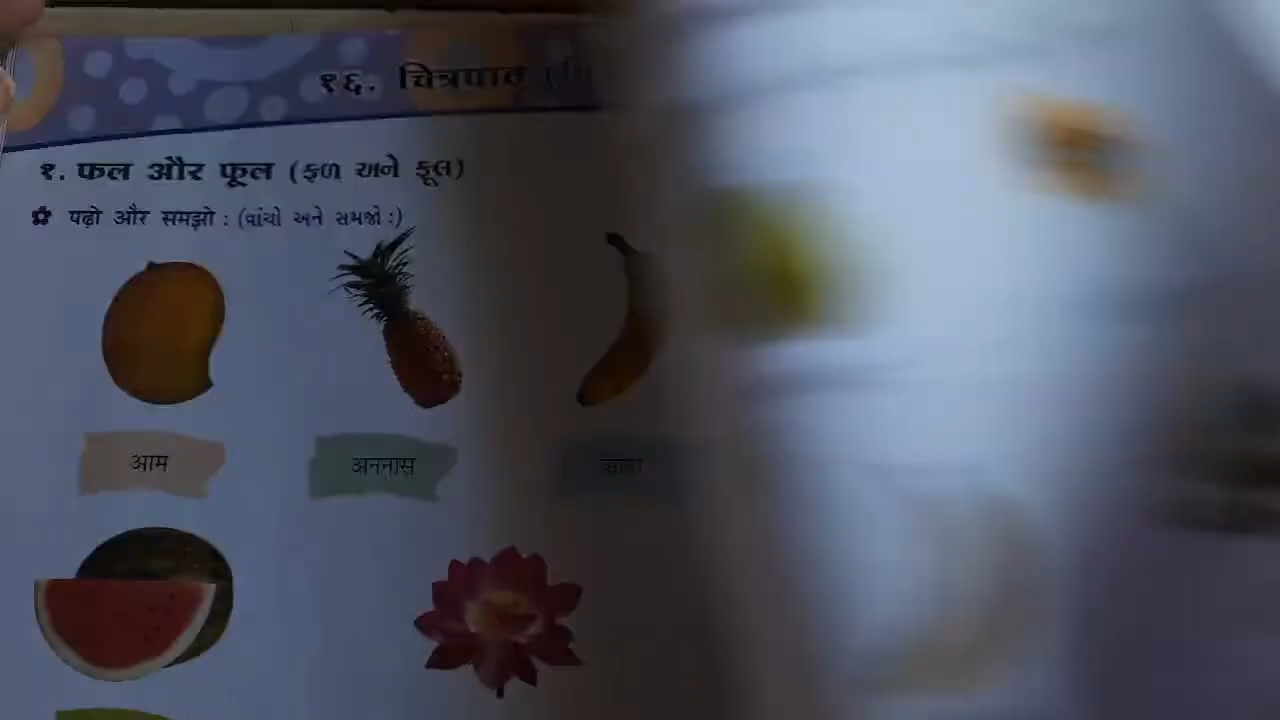 १६. चित्रपाठ
१. फल और फूल (ફળ અને ફૂલ)
✿ पढ़ो और समझो : (વાંચો અને સમજો :)
आम
अननास
केला